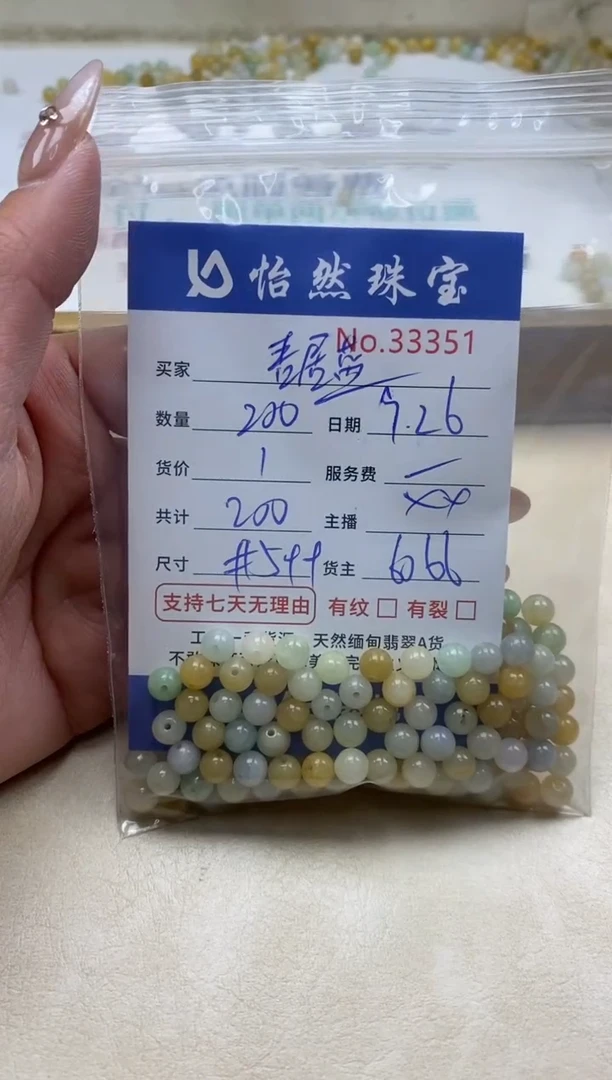 怡然珠宝
No.33351
买家
数量 200 日期 7.26
货价 1 服务费 —
共计 200 主播 XX
尺寸 #5++ 货主 666
支持七天无理由 有纹 有裂
天然缅甸翡翠A货